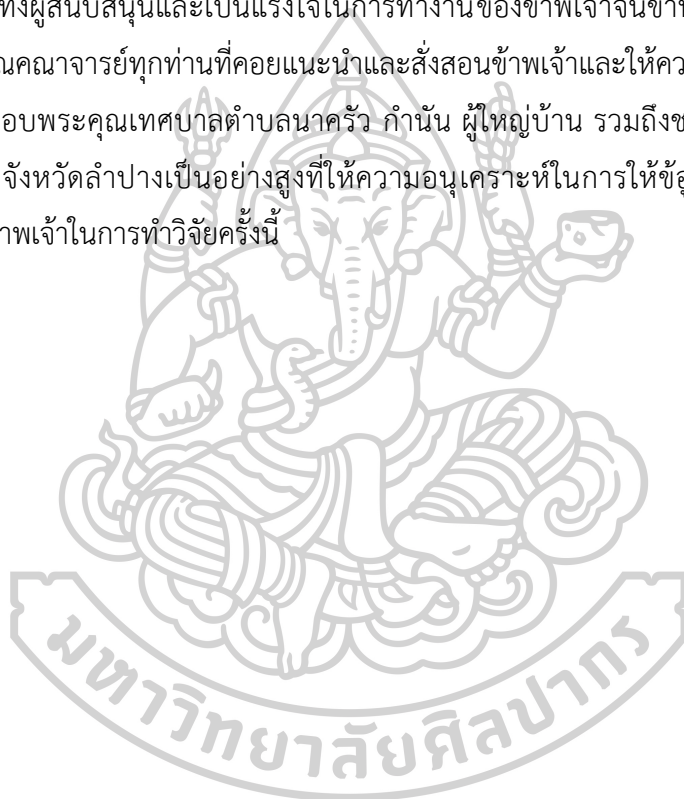 ทั้งผู้สนับสนุนและเป็นแรงใจในการทำงานของข้าพเจ้าจน
คณาจารย์ทุกท่านที่คอยแนะนำและสั่งสอนข้าพเจ้าและให้
อบพระคุณเทศบาลตำบลนาครัว กำนัน ผู้ใหญ่บ้าน รวมถึง
จังหวัดลำปางเป็นอย่างสูงที่ให้ความอนุเคราะห์ในการให้
าพเจ้าในการทำวิจัยครั้งนี้
มหาวิทยาลัยศิลปากร